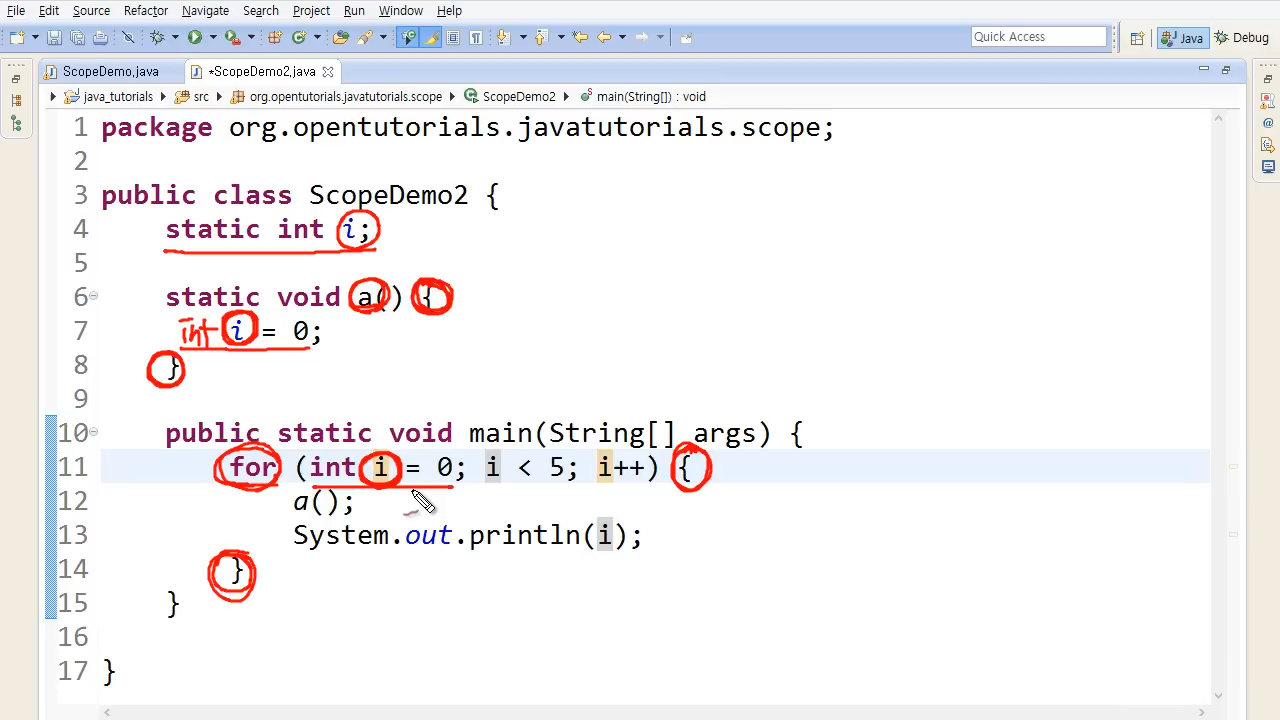 File Edit Source Refactor Navigate Search Project Run Window Help
Quick Access Java Debug
ScopeDemo.java *ScopeDemo2.java
java_tutorials src org.opentutorials.javatutorials.scope ScopeDemo2 main(String[]) : void
1 package org.opentutorials.javatutorials.scope;
2
3 public class ScopeDemo2 {
4 static int i;
5
6 static void a() {
7 int i = 0;
8 }
9
10 public static void main(String[] args) {
11 for (int i = 0; i < 5; i++) {
12 a();
13 System.out.println(i);
14 }
15 }
16
17 }